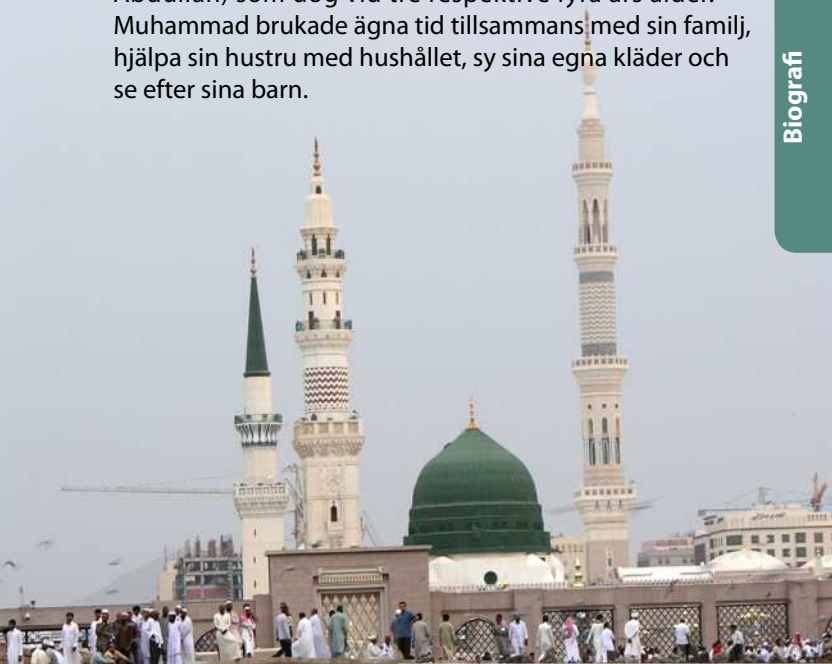 Muhammad brukade ägna tid tillsammans med sin familj,
hjälpa sin hustru med hushållet, sy sina egna kläder och
se efter sina barn.
Biografi